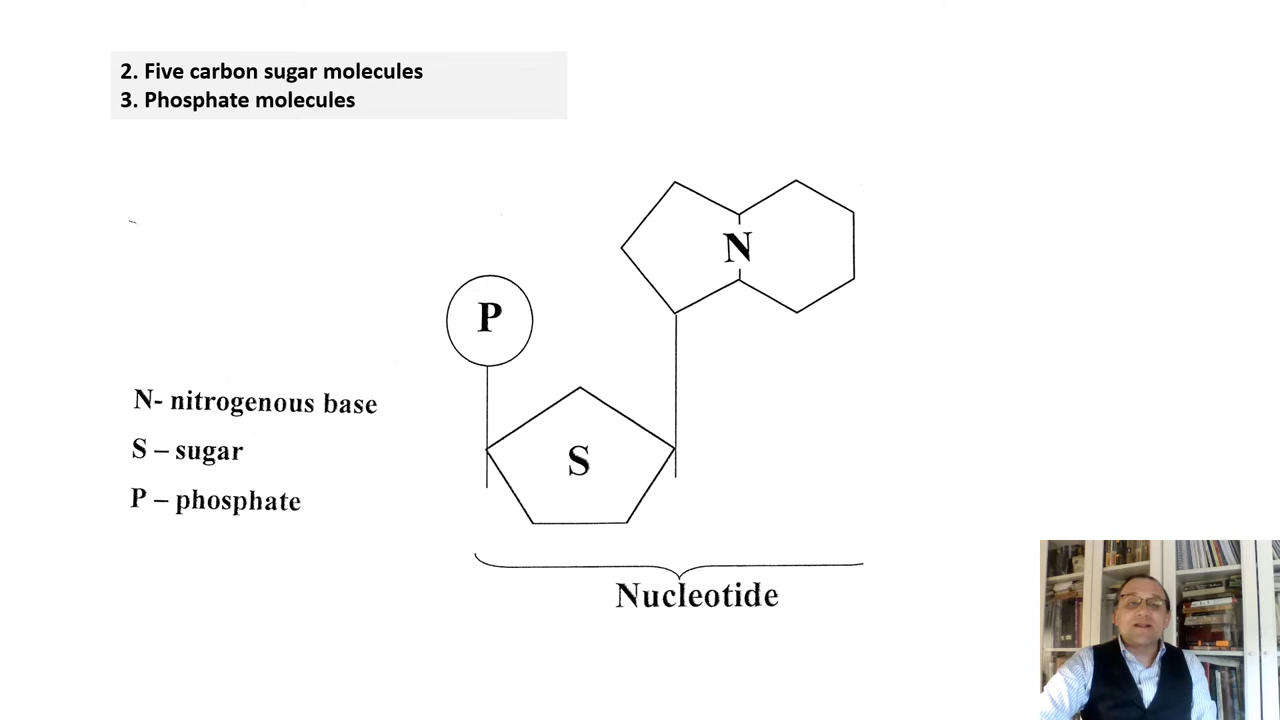 2. Five carbon sugar molecules
3. Phosphate molecules
N
P
N- nitrogenous base
S – sugar
S
P – phosphate
Nucleotide